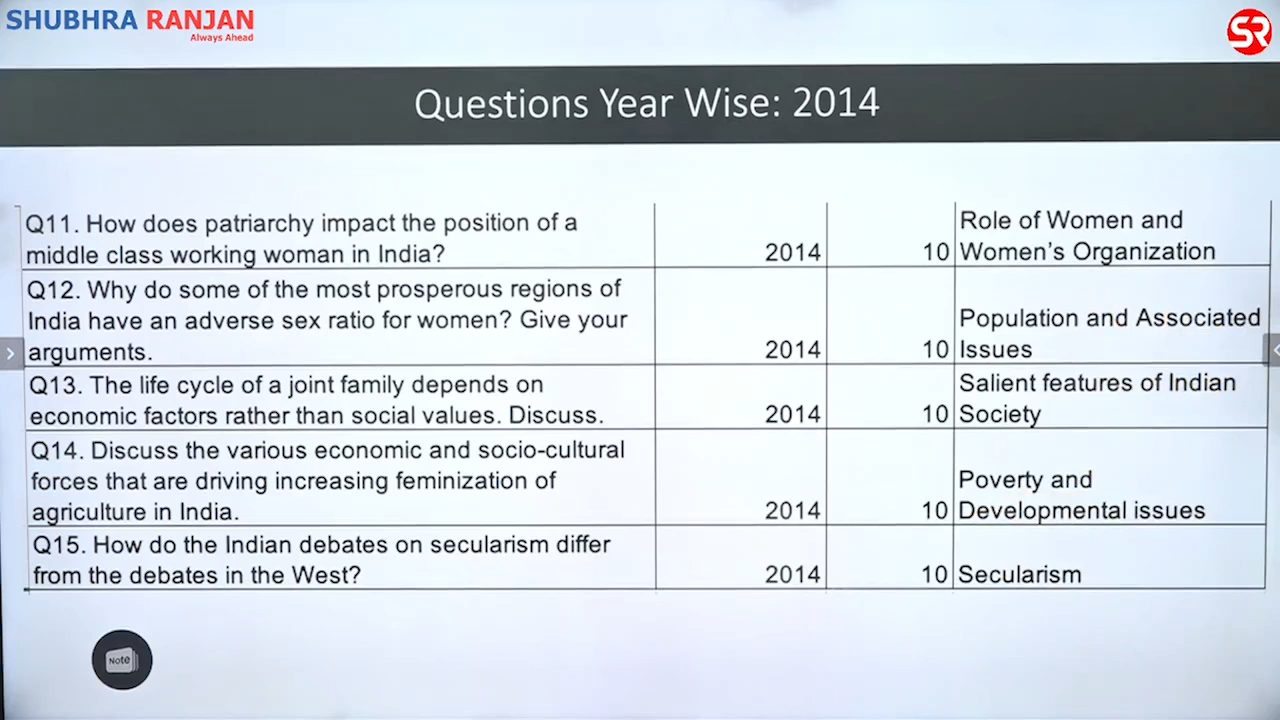 SHUBHRA RANJAN
Always Ahead
SR
Questions Year Wise: 2014
Q11. How does patriarchy impact the position of a
middle class working woman in India?
2014
10
Role of Women and
Women's Organization
Q12. Why do some of the most prosperous regions of
India have an adverse sex ratio for women? Give your
arguments.
2014
10
Population and Associated
Issues
Q13. The life cycle of a joint family depends on
economic factors rather than social values. Discuss.
2014
10
Salient features of Indian
Society
Q14. Discuss the various economic and socio-cultural
forces that are driving increasing feminization of
agriculture in India.
2014
10
Poverty and
Developmental issues
Q15. How do the Indian debates on secularism differ
from the debates in the West?
2014
10
Secularism
Note